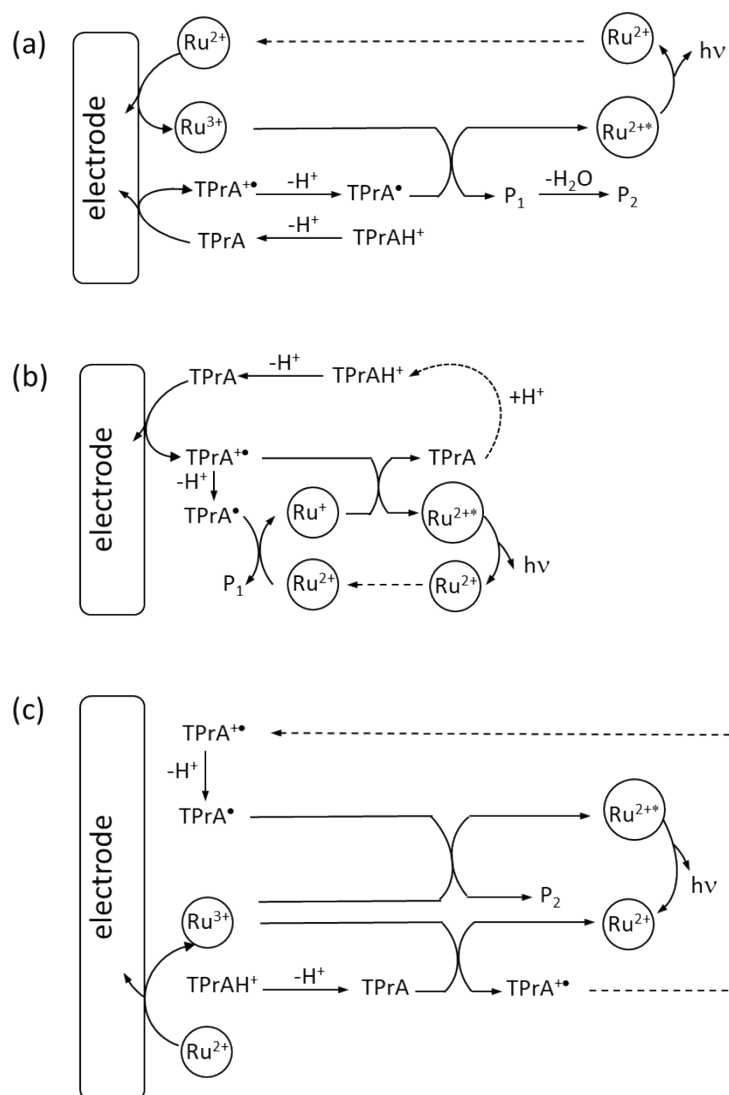 (a)
electrode
Ru2+ Ru2+ hν
Ru3+ Ru2+*
TPrA+• -H+ TPrA• P1 -H2O P2
TPrA -H+ TPrAH+
(b)
electrode
TPrA -H+ TPrAH+
+H+
TPrA+• TPrA
-H+
TPrA• Ru+ Ru2+*
P1 Ru2+ Ru2+ hν
(c)
electrode
TPrA+•
-H+
TPrA• Ru2+*
hν
P2
Ru3+ Ru2+
TPrAH+ -H+ TPrA TPrA+•
Ru2+